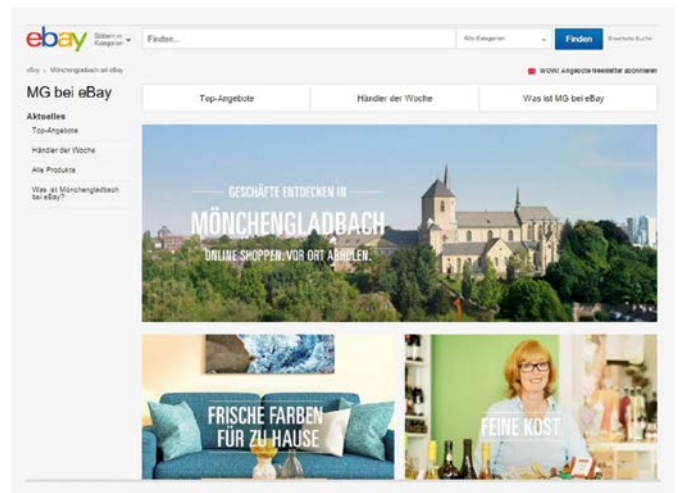 ebay
Stöbern in
Kategorien
Finden...
Alle Kategorien
Finden
Erweiterte Suche
eBay > Mönchengladbach bei eBay
WOW! Angebote Newsletter abonnieren
MG bei eBay
Aktuelles
Top-Angebote
Händler der Woche
Alle Produkte
Was ist Mönchengladbach
bei eBay?
Top-Angebote
Händler der Woche
Was ist MG bei eBay
GESCHÄFTE ENTDECKEN IN
MÖNCHENGLADBACH
ONLINE SHOPPEN. VOR ORT ABHOLEN.
FRISCHE FARBEN
FÜR ZU HAUSE
FEINE KOST